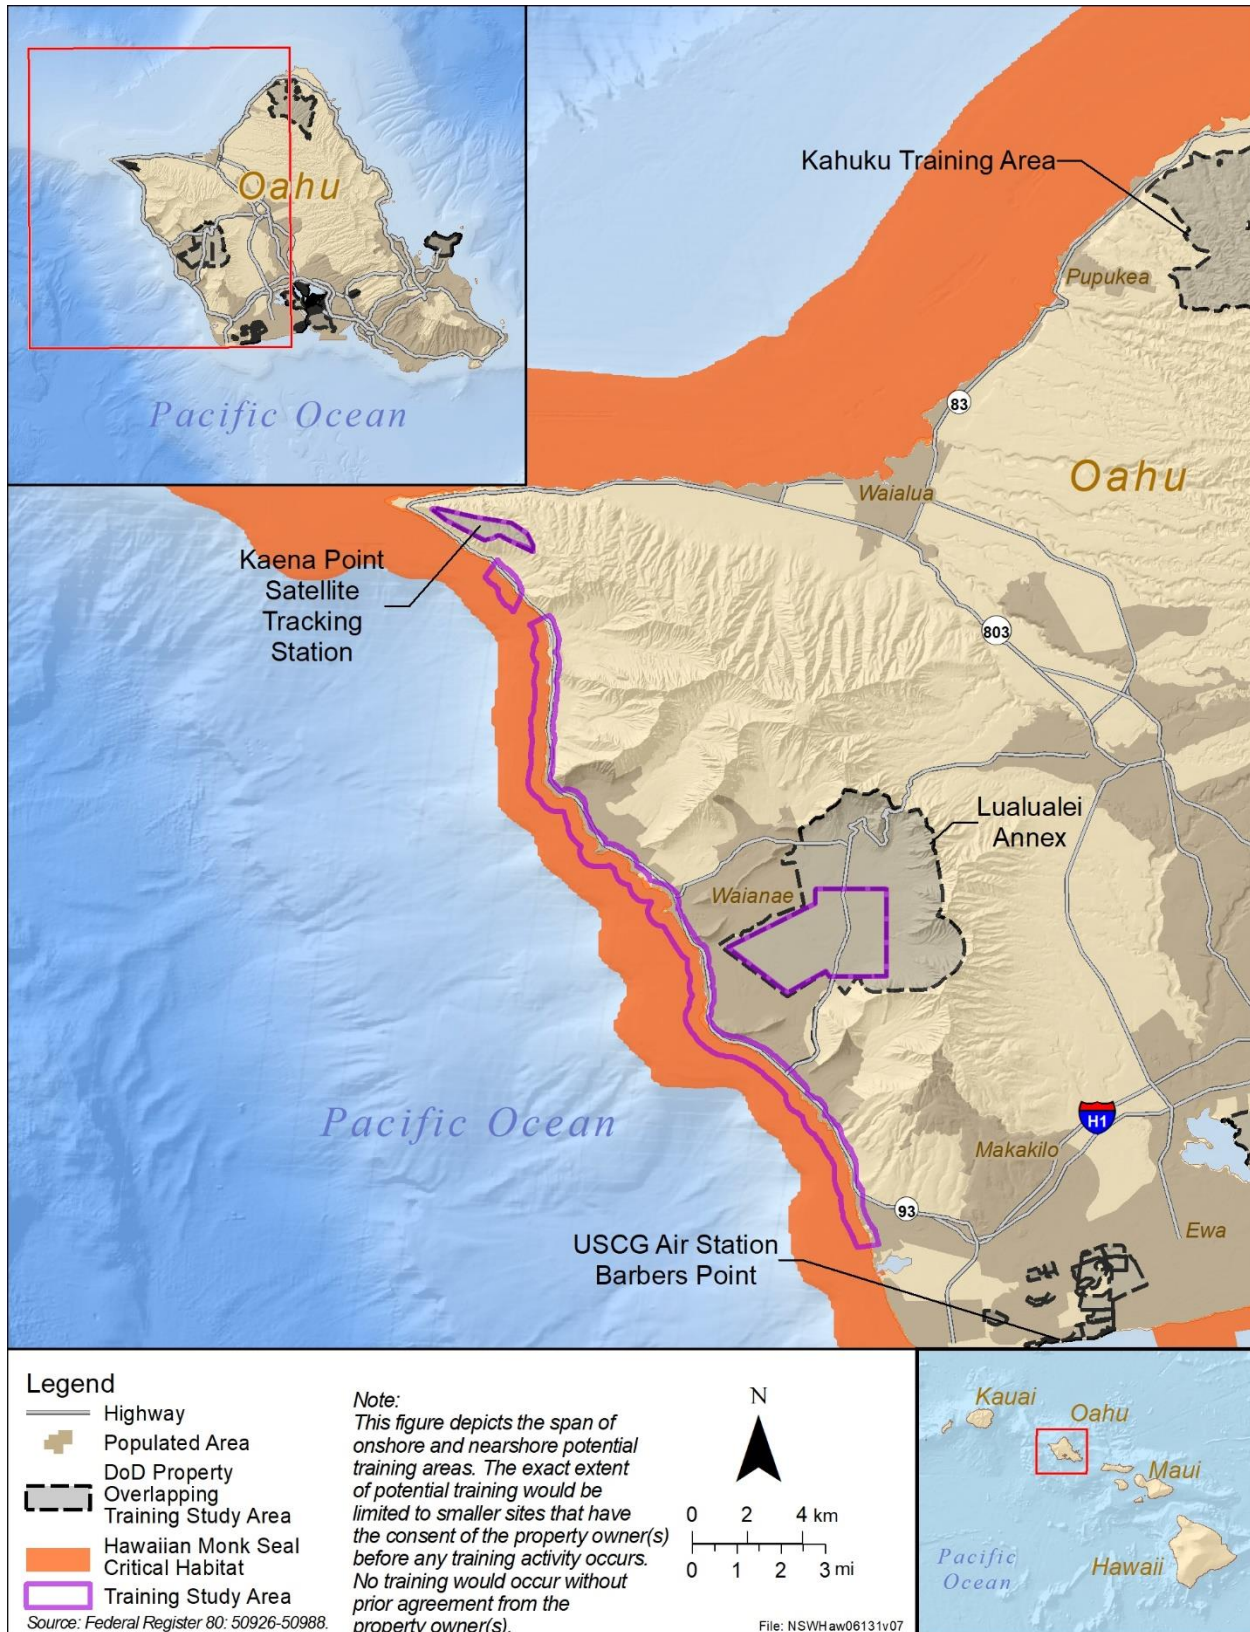 Oahu
Pacific Ocean
Kahuku Training Area
Pupukea
83
Oahu
Waialua
Kaena Point
Satellite
Tracking
Station
803
Lualualei
Annex
Waianae
Pacific Ocean
H1
Makakilo
93
Ewa
USCG Air Station
Barbers Point
Legend
Highway
Populated Area
DoD Property
Overlapping
Training Study Area
Hawaiian Monk Seal
Critical Habitat
Training Study Area
Source: Federal Register 80: 50926-50988.
Note:
This figure depicts the span of
onshore and nearshore potential
training areas. The exact extent
of potential training would be
limited to smaller sites that have
the consent of the property owner(s)
before any training activity occurs.
No training would occur without
prior agreement from the
property owner(s).
N
0 2 4 km
0 1 2 3 mi
File: NSWHaw06131v07
Kauai
Oahu
Maui
Hawaii
Pacific
Ocean